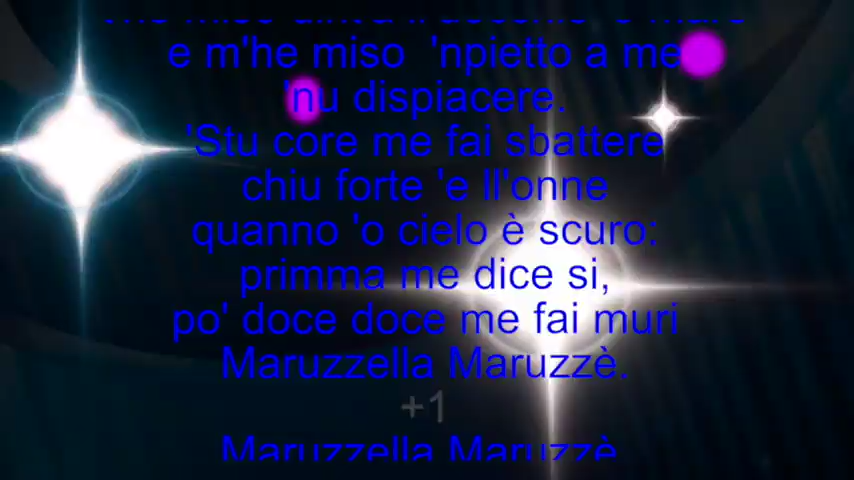 e m'he miso 'npietto a me
'nu dispiacere.
'Stu core me fai sbattere
chiu forte 'e ll'onne
quanno 'o cielo è scuro:
primma me dice si,
po' doce doce me fai muri
Maruzzella Maruzzè.
+1
Maruzzella Maruzzè